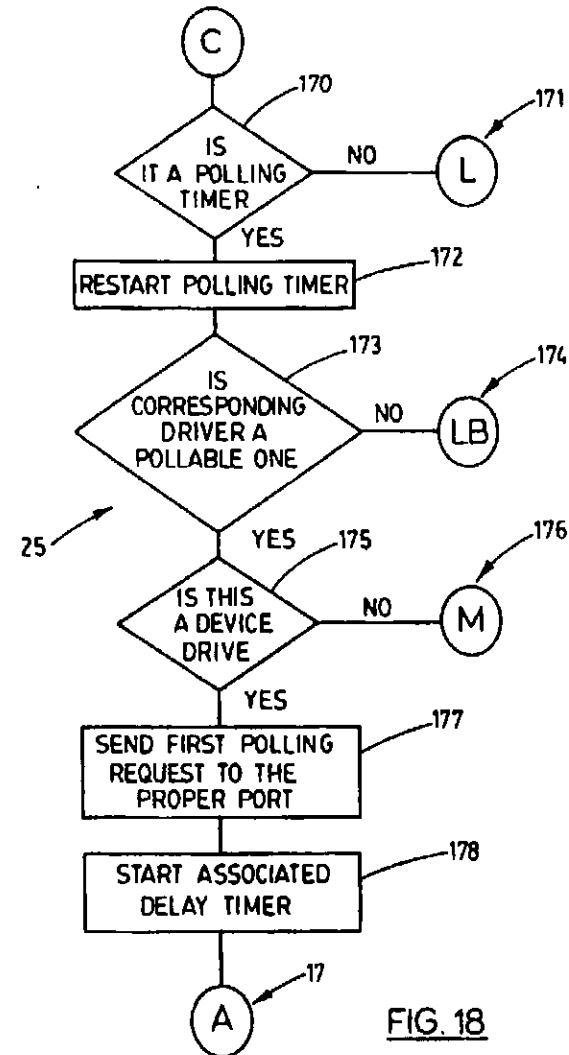 C
170
IS
IT A POLLING
TIMER
NO
171
L
YES
172
RESTART POLLING TIMER
173
IS
CORRESPONDING
DRIVER A
POLLABLE ONE
NO
174
LB
25
YES
175
IS THIS
A DEVICE
DRIVE
NO
176
M
YES
177
SEND FIRST POLLING
REQUEST TO THE
PROPER PORT
178
START ASSOCIATED
DELAY TIMER
17
A
FIG. 18